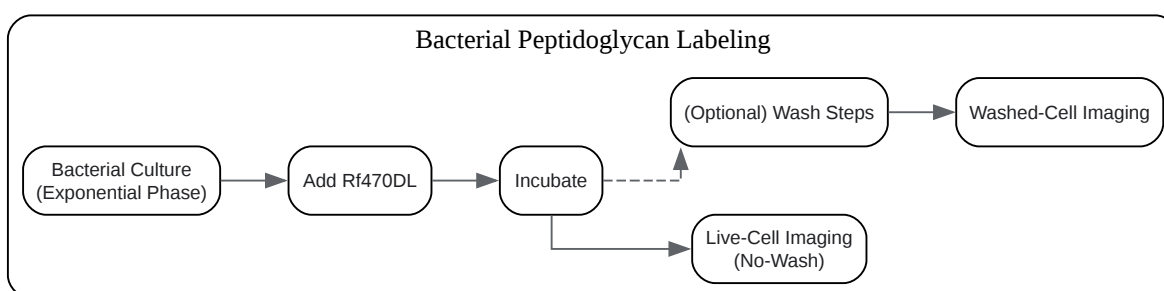 Bacterial Peptidoglycan Labeling
(Optional) Wash Steps
Washed-Cell Imaging
Bacterial Culture
(Exponential Phase)
Add Rf470DL
Incubate
Live-Cell Imaging
(No-Wash)